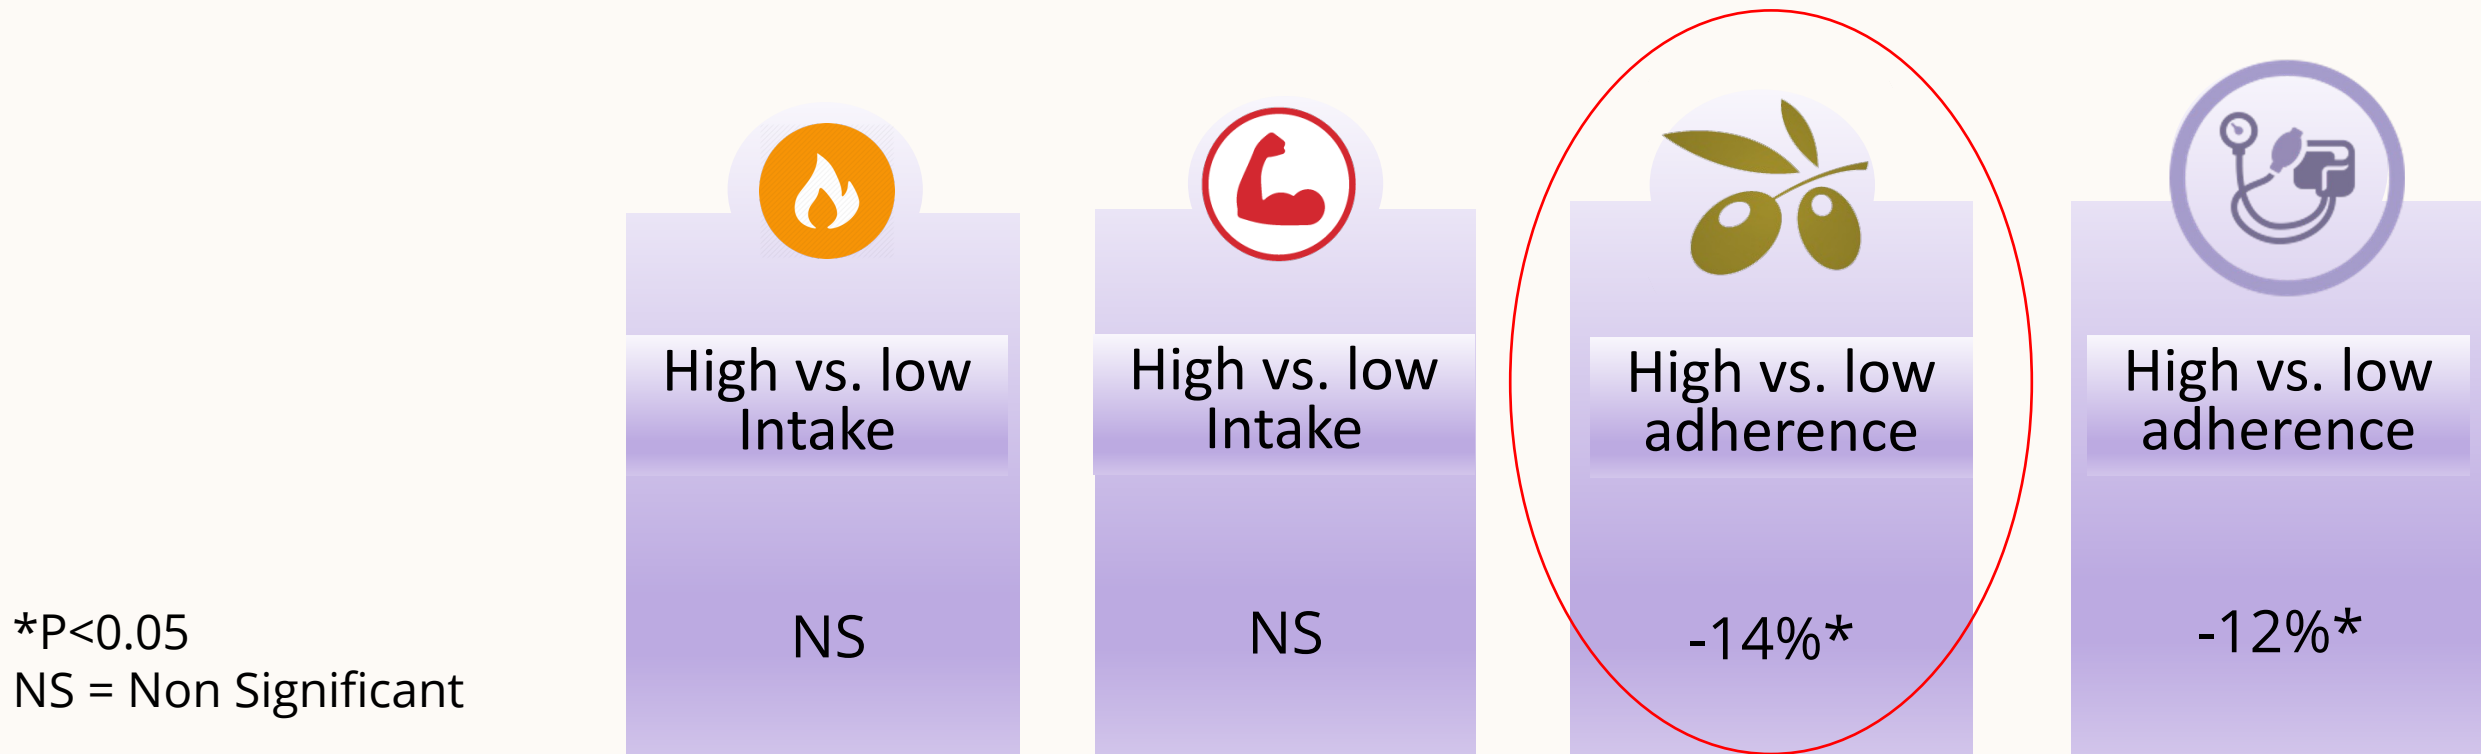 High vs. low
Intake
NS
High vs. low
Intake
NS
High vs. low
adherence
-14%*
High vs. low
adherence
-12%*
*P<0.05
NS = Non Significant